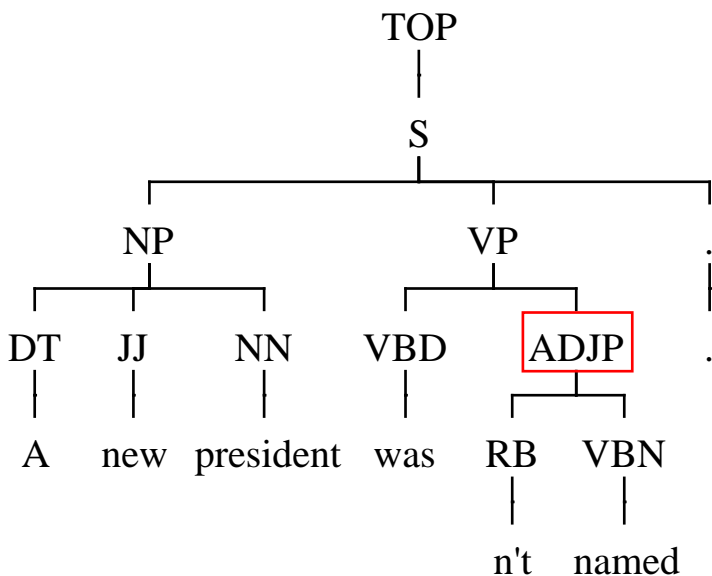 TOP
S
NP VP .
DT JJ NN VBD ADJP .
A new president was RB VBN
n't named